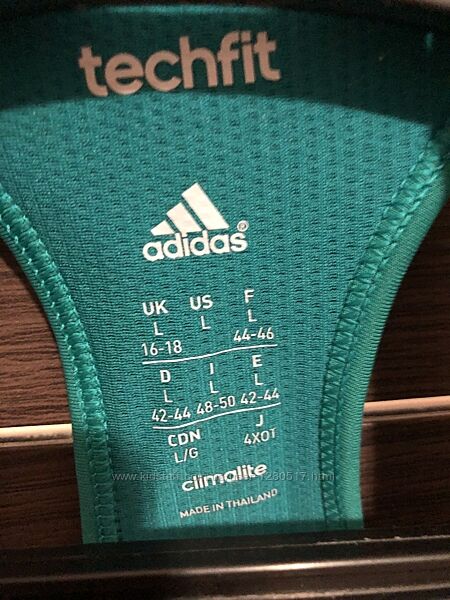 techfit
adidas®
UK US F
L L L
16-18 44-46
D I E
L L L
42-44 48-50 42-44
CDN J
L/G 4XOT
climalite
MADE IN THAILAND